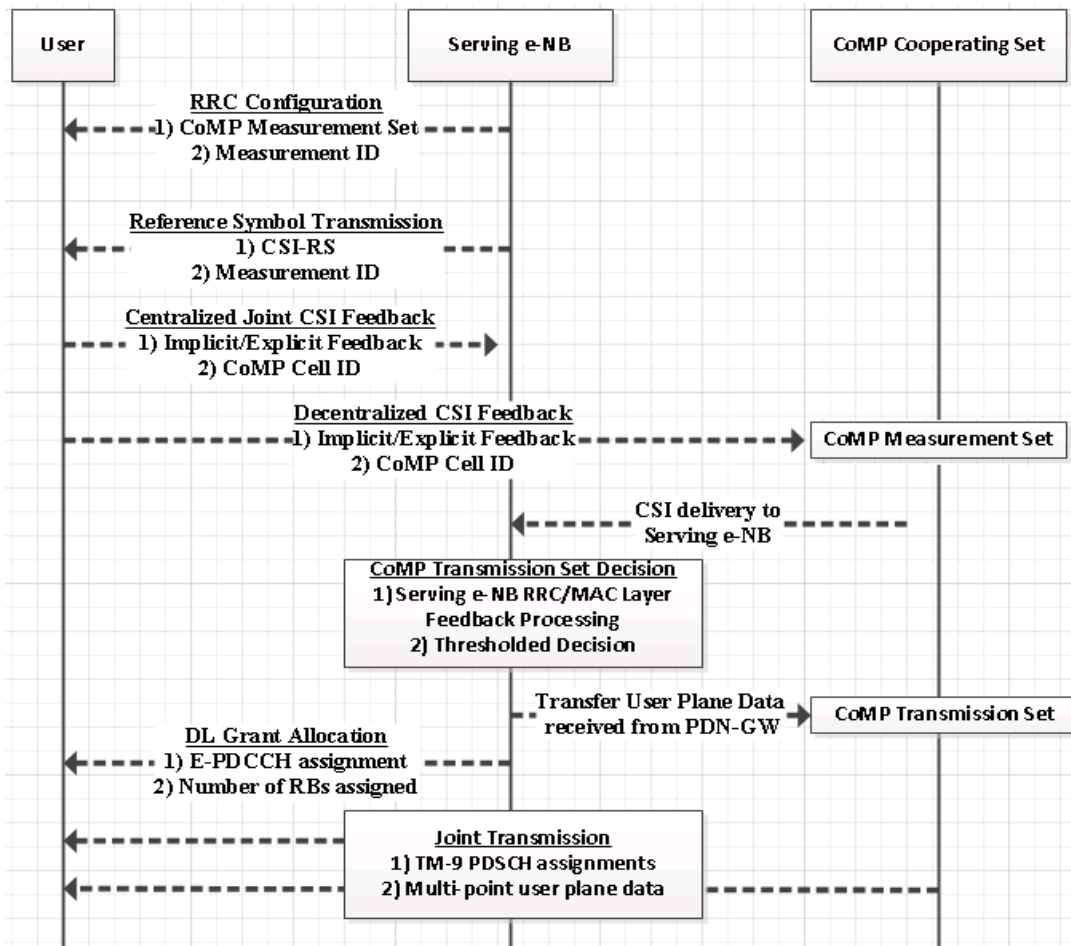 User
Serving e-NB
CoMP Cooperating Set
RRC Configuration
1) CoMP Measurement Set
2) Measurement ID
Reference Symbol Transmission
1) CSI-RS
2) Measurement ID
Centralized Joint CSI Feedback
1) Implicit/Explicit Feedback
2) CoMP Cell ID
Decentralized CSI Feedback
1) Implicit/Explicit Feedback
2) CoMP Cell ID
CoMP Measurement Set
CSI delivery to
Serving e-NB
CoMP Transmission Set Decision
1) Serving e-NB RRC/MAC Layer
Feedback Processing
2) Thresholded Decision
Transfer User Plane Data
received from PDN-GW
CoMP Transmission Set
DL Grant Allocation
1) E-PDCCH assignment
2) Number of RBs assigned
Joint Transmission
1) TM-9 PDSCH assignments
2) Multi-point user plane data